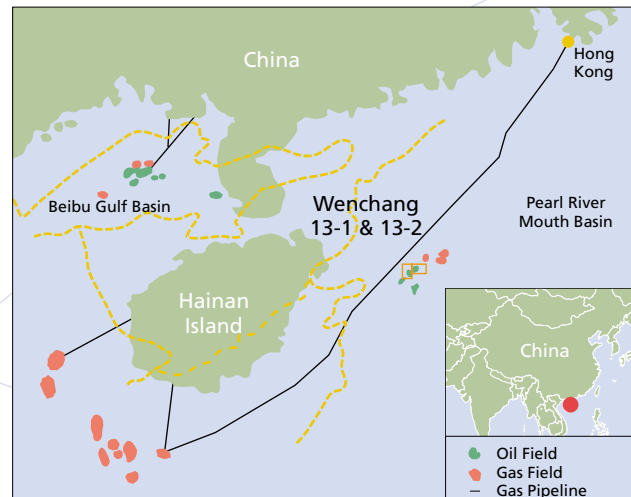 China
Hong
Kong
Wenchang
13-1 & 13-2
Pearl River
Mouth Basin
Beibu Gulf Basin
Hainan
Island
China
Oil Field
Gas Field
Gas Pipeline